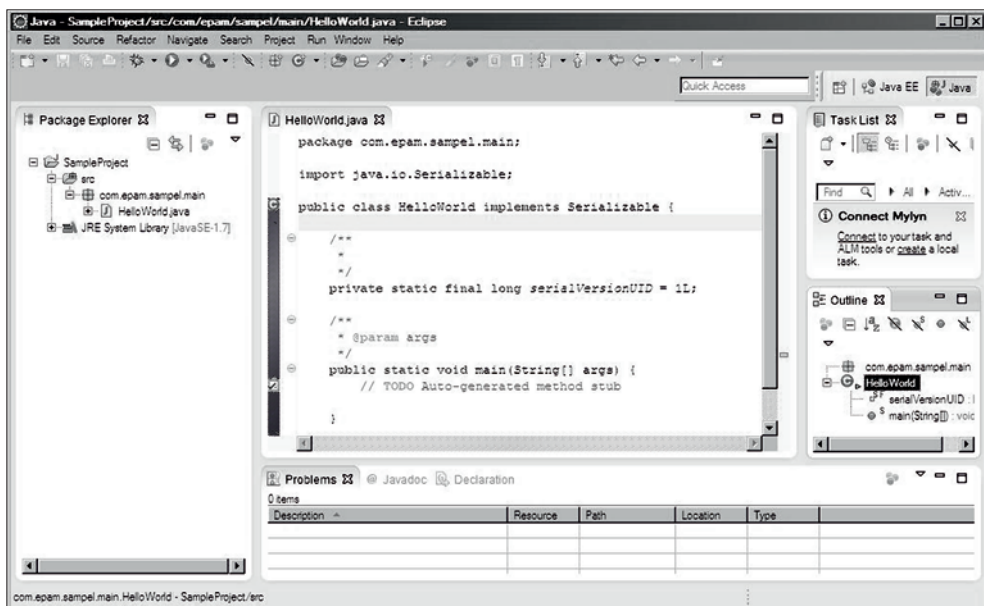 Java - SampleProject/src/com/epam/sampel/main/HelloWorld.java - Eclipse
File Edit Source Refactor Navigate Search Project Run Window Help
Quick Access
Java EE
Java
Package Explorer
SampleProject
src
com.epam.sampel.main
HelloWorld.java
JRE System Library [JavaSE-1.7]
HelloWorld.java
package com.epam.sampel.main;
import java.io.Serializable;
public class HelloWorld implements Serializable {
/**
*
*/
private static final long serialVersionUID = 1L;
/**
* @param args
*/
public static void main(String[] args) {
// TODO Auto-generated method stub
}
Task List
Find All Activ...
Connect Mylyn
Connect to your task and
ALM tools or create a local
task.
Outline
com.epam.sampel.main
HelloWorld
serialVersionUID :
main(String[]) : void
Problems @ Javadoc Declaration
0 items
Description Resource Path Location Type
com.epam.sampel.main.HelloWorld - SampleProject/src